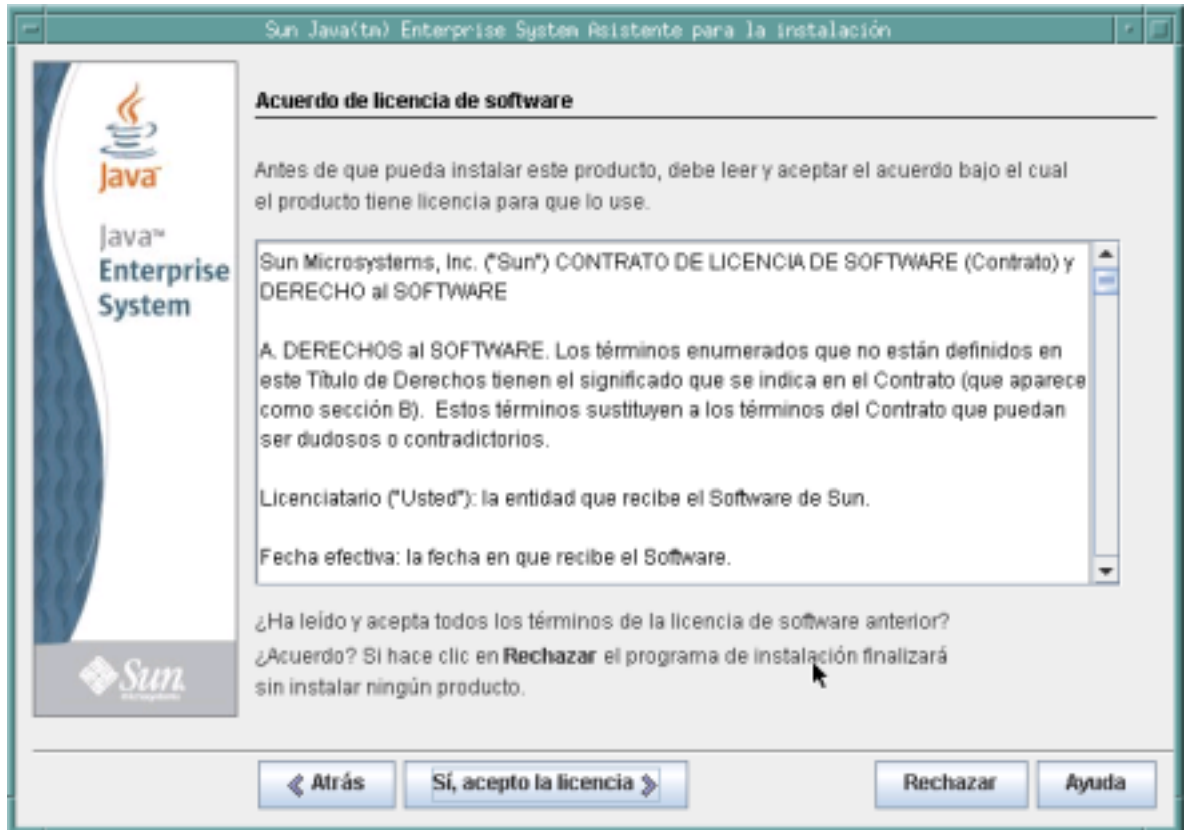 Sun Java(tm) Enterprise System Asistente para la instalación
Java
Java™
Enterprise
System
Sun
microsystems
Acuerdo de licencia de software
Antes de que pueda instalar este producto, debe leer y aceptar el acuerdo bajo el cual
el producto tiene licencia para que lo use.
Sun Microsystems, Inc. ("Sun") CONTRATO DE LICENCIA DE SOFTWARE (Contrato) y
DERECHO al SOFTWARE
A. DERECHOS al SOFTWARE. Los términos enumerados que no están definidos en
este Título de Derechos tienen el significado que se indica en el Contrato (que aparece
como sección B).  Estos términos sustituyen a los términos del Contrato que puedan
ser dudosos o contradictorios.
Licenciatario ("Usted"): la entidad que recibe el Software de Sun.
Fecha efectiva: la fecha en que recibe el Software.
¿Ha leído y acepta todos los términos de la licencia de software anterior?
¿Acuerdo? Si hace clic en Rechazar el programa de instalación finalizará
sin instalar ningún producto.
Atrás
Sí, acepto la licencia
Rechazar
Ayuda